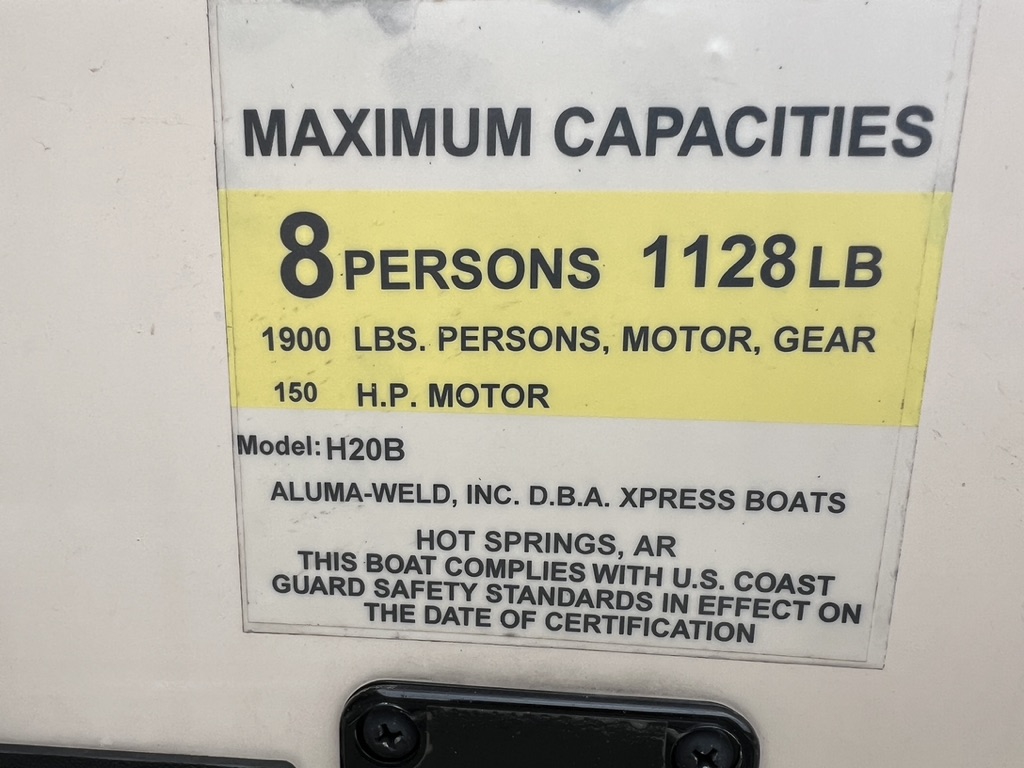 MAXIMUM CAPACITIES
8 PERSONS 1128 LB
1900 LBS. PERSONS, MOTOR, GEAR
150 H.P. MOTOR
Model: H20B
ALUMA-WELD, INC. D.B.A. XPRESS BOATS
HOT SPRINGS, AR
THIS BOAT COMPLIES WITH U.S. COAST
GUARD SAFETY STANDARDS IN EFFECT ON
THE DATE OF CERTIFICATION